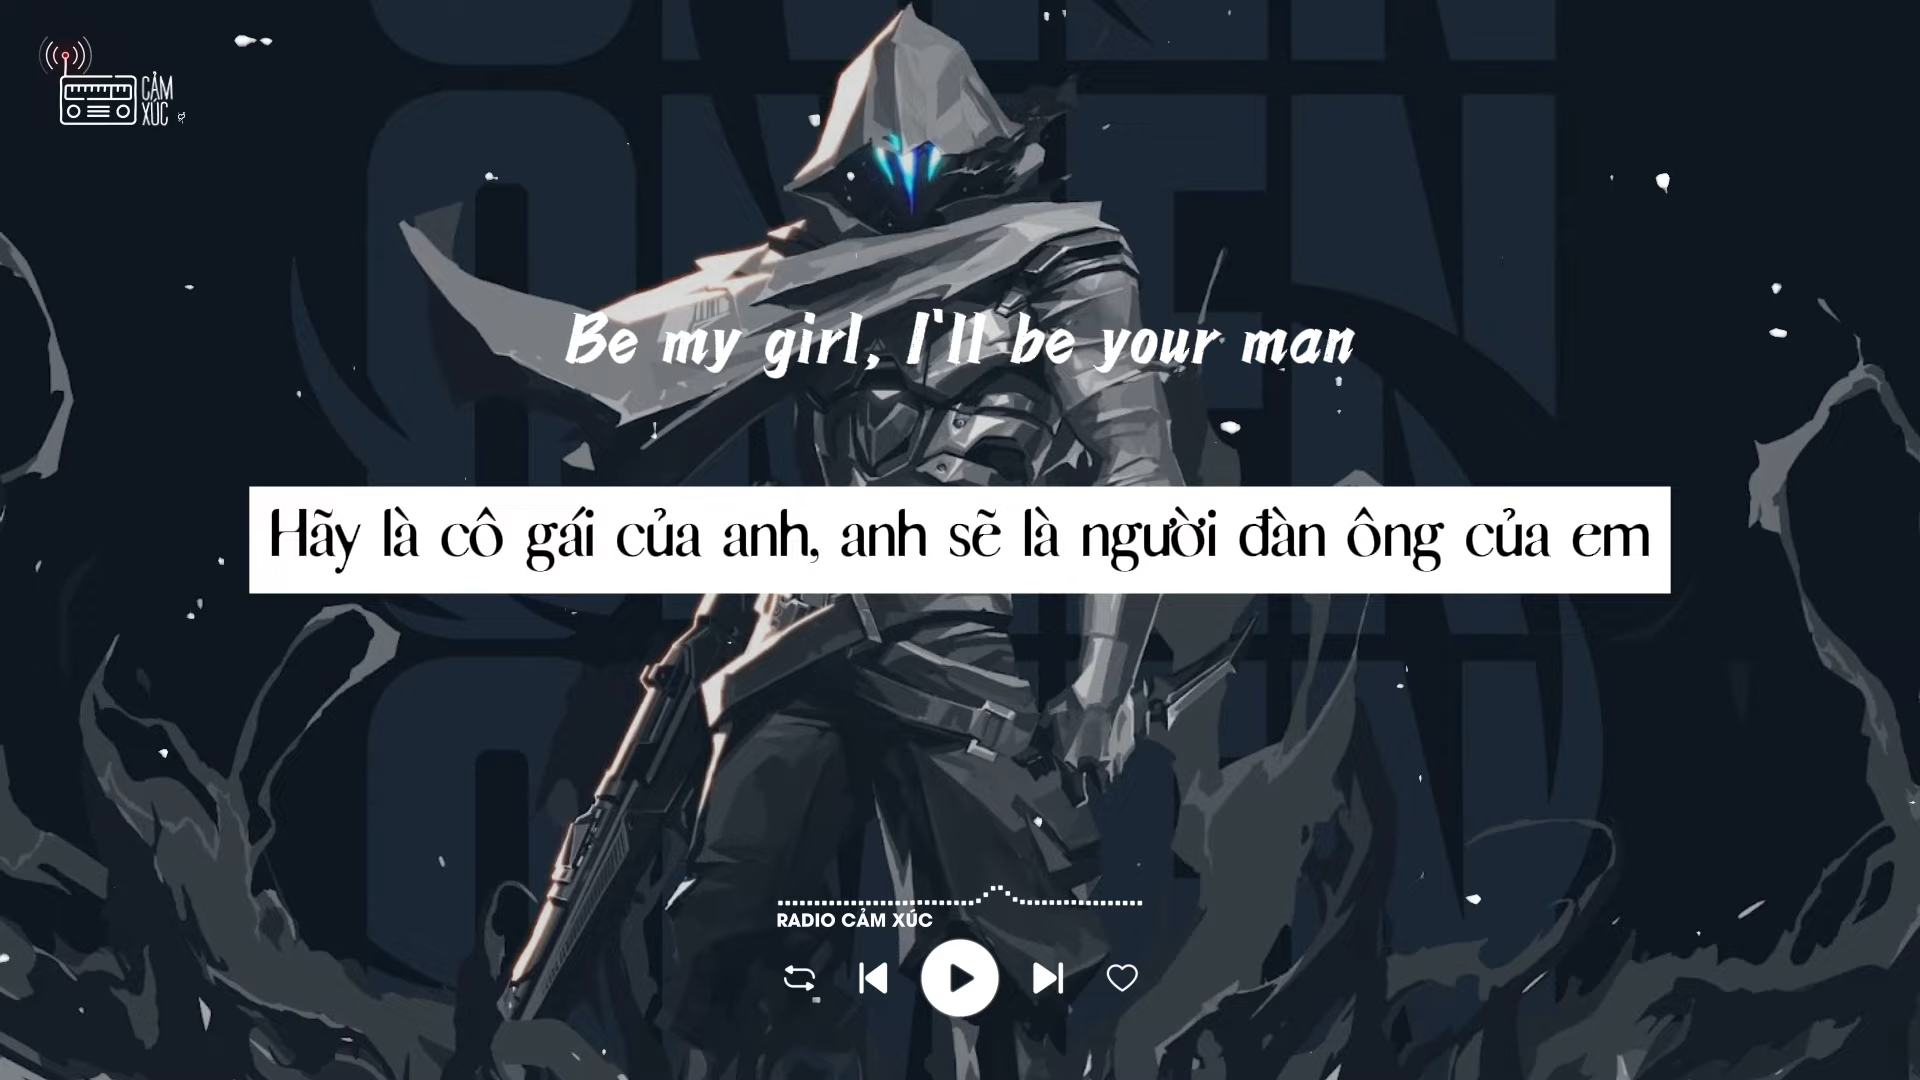 CẢM
XÚC
Be my girl, I'll be your man
Hãy là cô gái của anh, anh sẽ là người đàn ông của em
RADIO CẢM XÚC